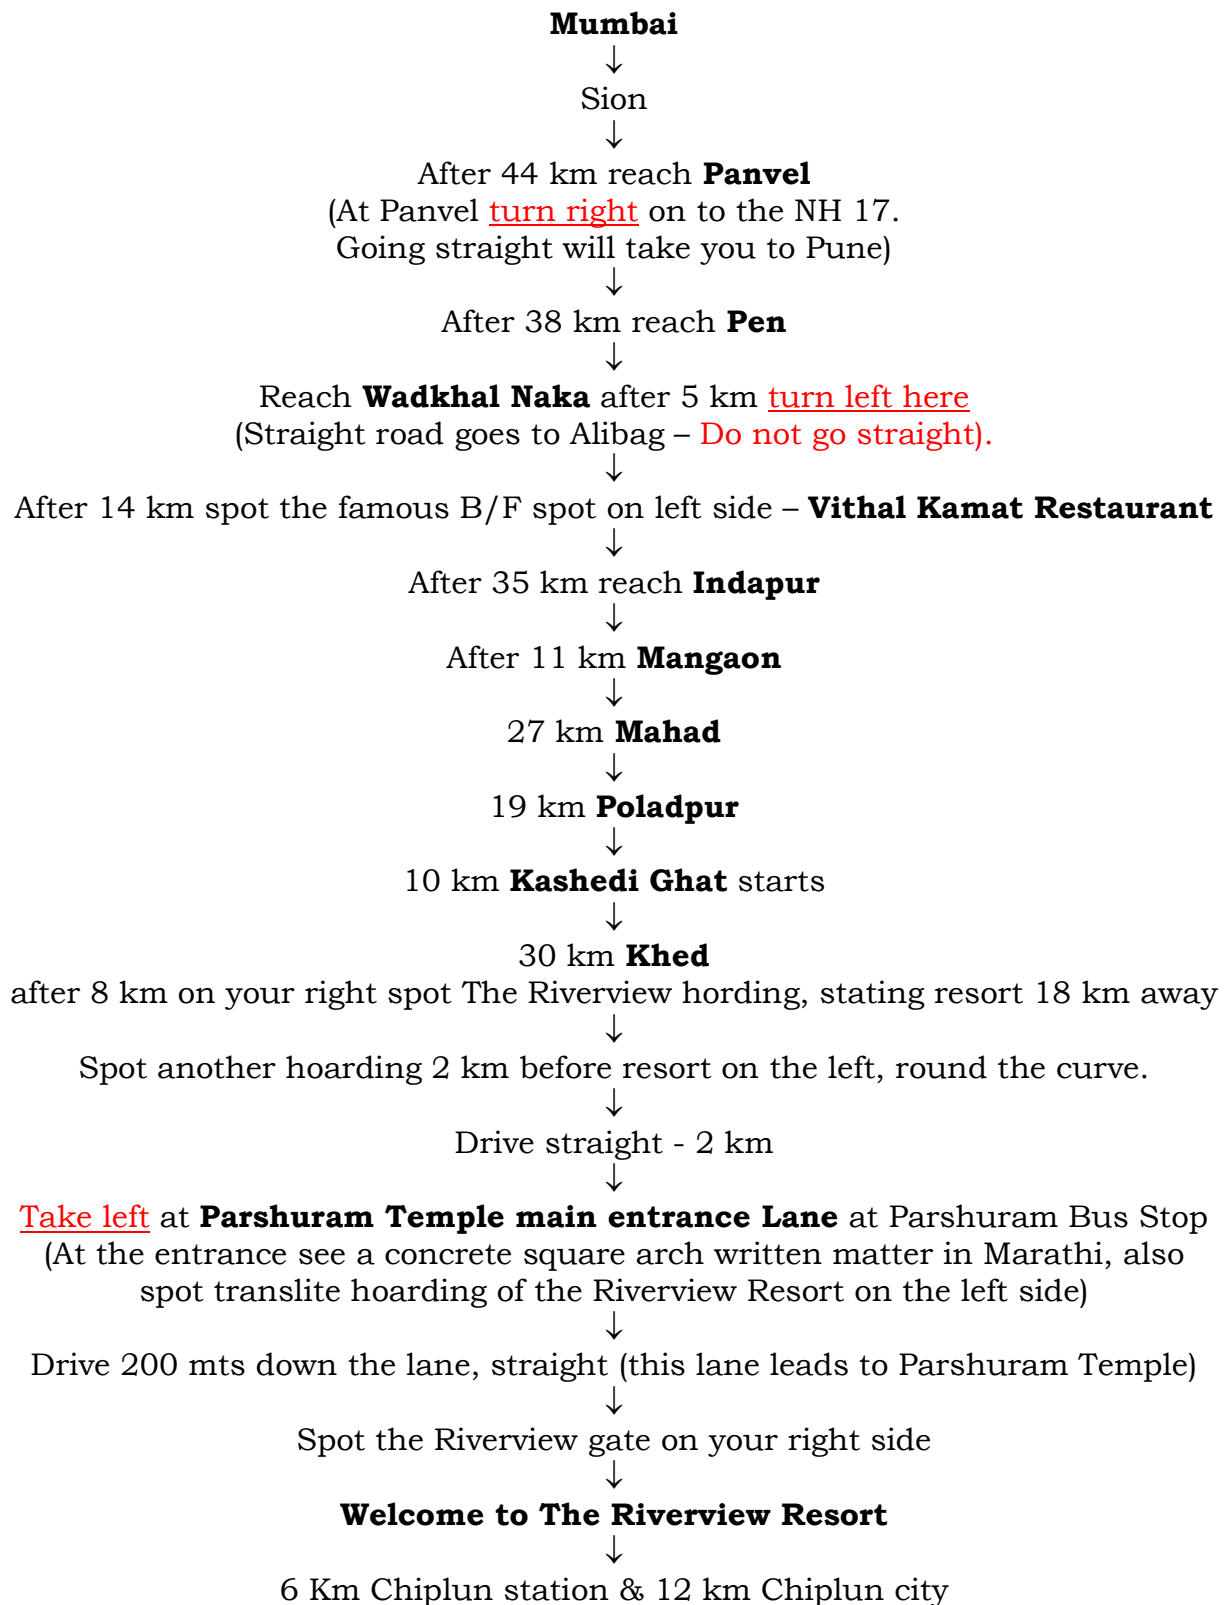 Mumbai
↓
Sion
↓
After 44 km reach Panvel
(At Panvel turn right on to the NH 17.
Going straight will take you to Pune)
↓
After 38 km reach Pen
↓
Reach Wadkhal Naka after 5 km turn left here
(Straight road goes to Alibag – Do not go straight).
↓
After 14 km spot the famous B/F spot on left side – Vithal Kamat Restaurant
↓
After 35 km reach Indapur
↓
After 11 km Mangaon
↓
27 km Mahad
↓
19 km Poladpur
↓
10 km Kashedi Ghat starts
↓
30 km Khed
after 8 km on your right spot The Riverview hording, stating resort 18 km away
↓
Spot another hoarding 2 km before resort on the left, round the curve.
↓
Drive straight - 2 km
↓
Take left at Parshuram Temple main entrance Lane at Parshuram Bus Stop
(At the entrance see a concrete square arch written matter in Marathi, also
spot translite hoarding of the Riverview Resort on the left side)
↓
Drive 200 mts down the lane, straight (this lane leads to Parshuram Temple)
↓
Spot the Riverview gate on your right side
↓
Welcome to The Riverview Resort
↓
6 Km Chiplun station & 12 km Chiplun city